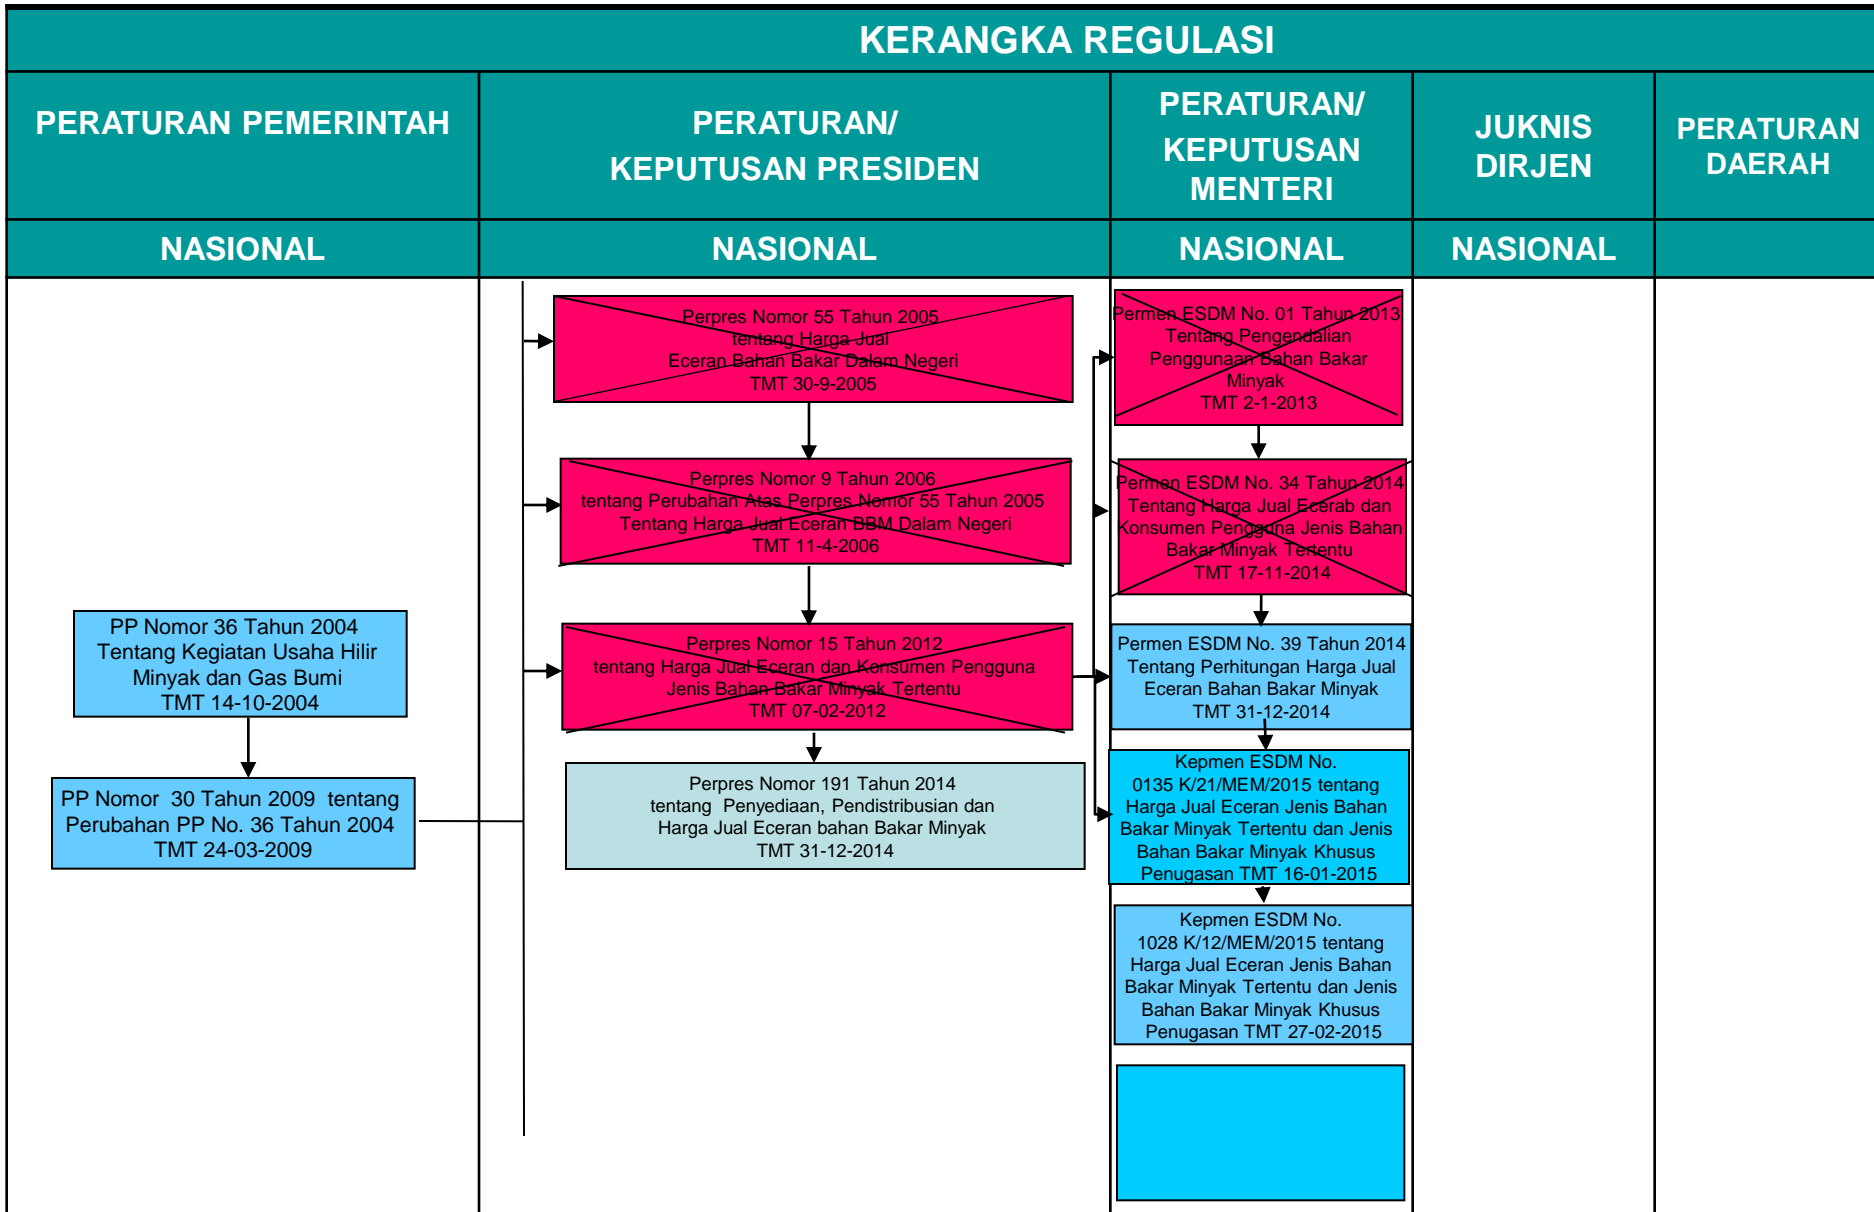 KERANGKA REGULASI
PERATURAN PEMERINTAH
PERATURAN/
KEPUTUSAN PRESIDEN
PERATURAN/
KEPUTUSAN
MENTERI
JUKNIS
DIRJEN
PERATURAN
DAERAH
NASIONAL
NASIONAL
NASIONAL
NASIONAL
PP Nomor 36 Tahun 2004
Tentang Kegiatan Usaha Hilir
Minyak dan Gas Bumi
TMT 14-10-2004
PP Nomor 30 Tahun 2009 tentang
Perubahan PP No. 36 Tahun 2004
TMT 24-03-2009
Perpres Nomor 55 Tahun 2005
tentang Harga Jual
Eceran Bahan Bakar Dalam Negeri
TMT 30-9-2005
Perpres Nomor 9 Tahun 2006
tentang Perubahan Atas Perpres Nomor 55 Tahun 2005
Tentang Harga Jual Eceran BBM Dalam Negeri
TMT 11-4-2006
Perpres Nomor 15 Tahun 2012
tentang Harga Jual Eceran dan Konsumen Pengguna
Jenis Bahan Bakar Minyak Tertentu
TMT 07-02-2012
Perpres Nomor 191 Tahun 2014
tentang Penyediaan, Pendistribusian dan
Harga Jual Eceran bahan Bakar Minyak
TMT 31-12-2014
Permen ESDM No. 01 Tahun 2013
Tentang Pengendalian
Penggunaan Bahan Bakar
Minyak
TMT 2-1-2013
Permen ESDM No. 34 Tahun 2014
Tentang Harga Jual Ecerab dan
Konsumen Pengguna Jenis Bahan
Bakar Minyak Tertentu
TMT 17-11-2014
Permen ESDM No. 39 Tahun 2014
Tentang Perhitungan Harga Jual
Eceran Bahan Bakar Minyak
TMT 31-12-2014
Kepmen ESDM No.
0135 K/21/MEM/2015 tentang
Harga Jual Eceran Jenis Bahan
Bakar Minyak Tertentu dan Jenis
Bahan Bakar Minyak Khusus
Penugasan TMT 16-01-2015
Kepmen ESDM No.
1028 K/12/MEM/2015 tentang
Harga Jual Eceran Jenis Bahan
Bakar Minyak Tertentu dan Jenis
Bahan Bakar Minyak Khusus
Penugasan TMT 27-02-2015